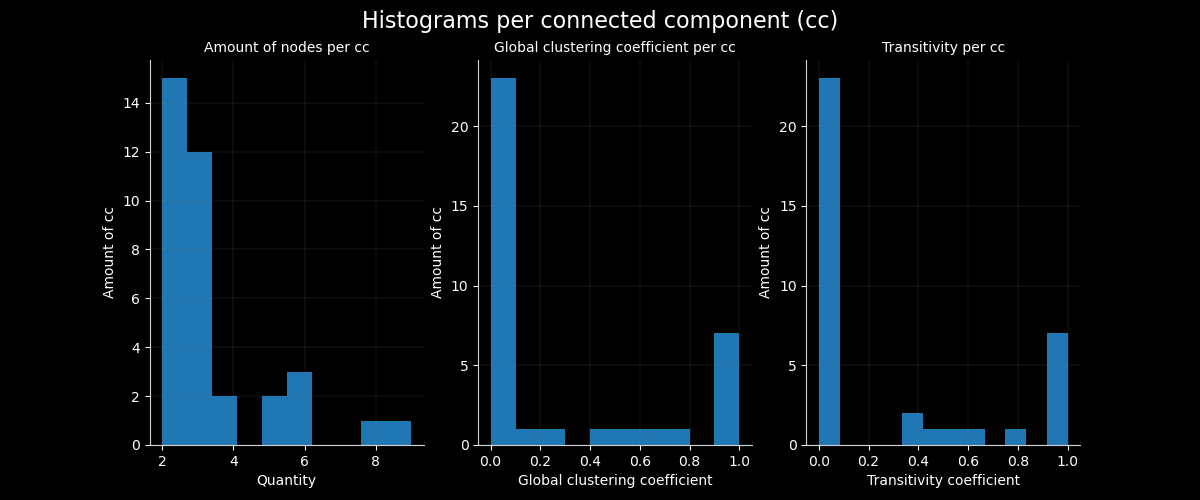 Histograms per connected component (cc)
Amount of nodes per cc
Amount of cc
14
12
10
8
6
4
2
0
2 4 6 8
Quantity
Global clustering coefficient per cc
Amount of cc
20
15
10
5
0
0.0 0.2 0.4 0.6 0.8 1.0
Global clustering coefficient
Transitivity per cc
Amount of cc
20
15
10
5
0
0.0 0.2 0.4 0.6 0.8 1.0
Transitivity coefficient